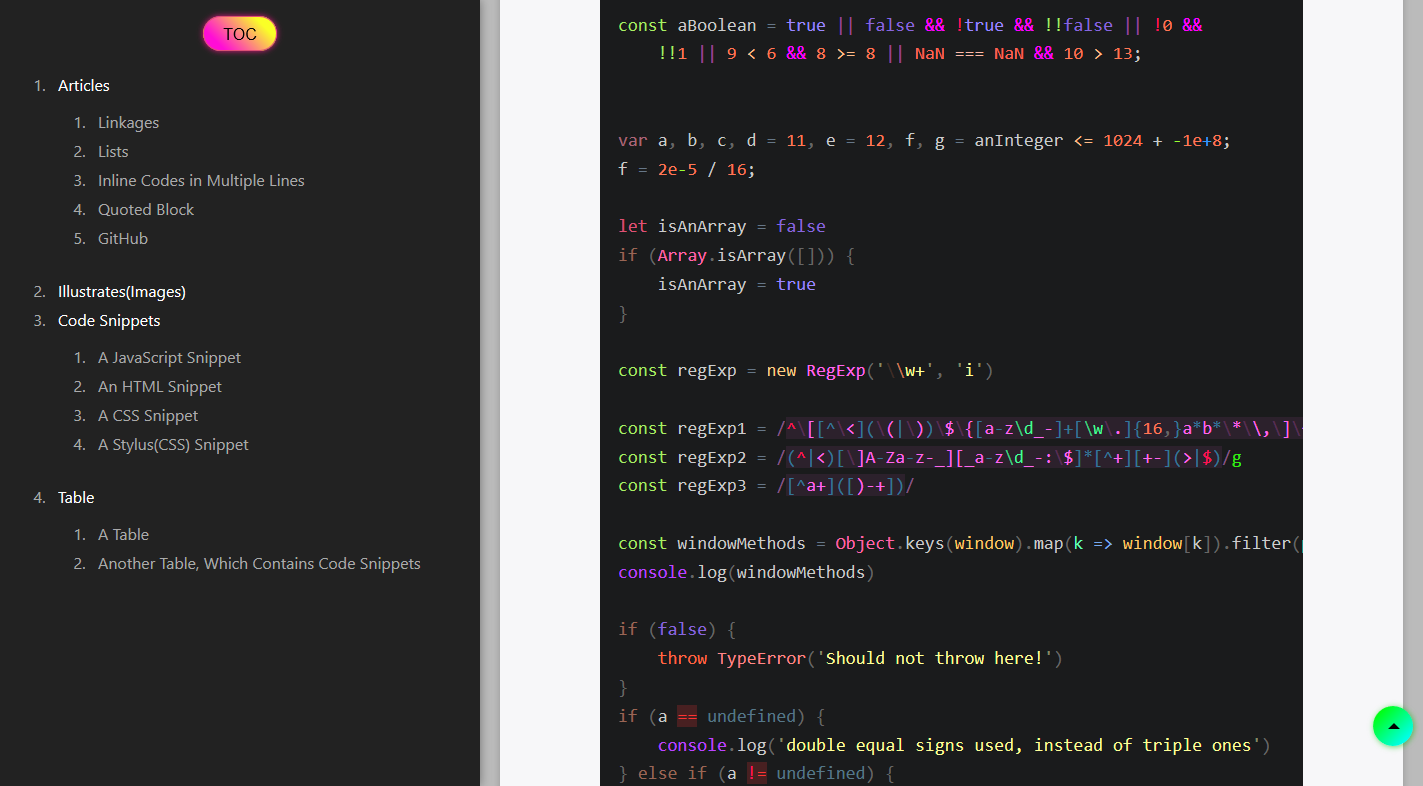 TOC
1. Articles
1. Linkages
2. Lists
3. Inline Codes in Multiple Lines
4. Quoted Block
5. GitHub
2. Illustrates(Images)
3. Code Snippets
1. A JavaScript Snippet
2. An HTML Snippet
3. A CSS Snippet
4. A Stylus(CSS) Snippet
4. Table
1. A Table
2. Another Table, Which Contains Code Snippets
const aBoolean = true || false && !true && !!false || !0 &&
!!1 || 9 < 6 && 8 >= 8 || NaN === NaN && 10 > 13;
var a, b, c, d = 11, e = 12, f, g = anInteger <= 1024 + -1e+8;
f = 2e-5 / 16;
let isAnArray = false
if (Array.isArray([])) {
isAnArray = true
}
const regExp = new RegExp('\\w+', 'i')
const regExp1 = /^\[[^\<](\(|\))\$\{[a-z\d_-]+[\w\.]{16,}a*b*\*\\,\]\
const regExp2 = /(^|<)[\]A-Za-z-_][_a-z\d_-:\$]*[^+][+-](>|$)/g
const regExp3 = /[^a+]([)-+])/
const windowMethods = Object.keys(window).map(k => window[k]).filter(
console.log(windowMethods)
if (false) {
throw TypeError('Should not throw here!')
}
if (a == undefined) {
console.log('double equal signs used, instead of triple ones')
} else if (a != undefined) {